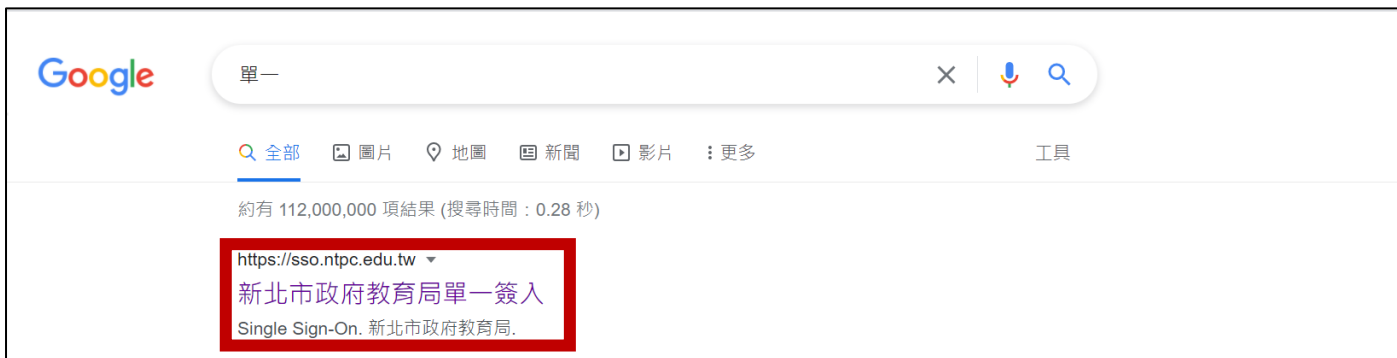 Google
單一
全部 圖片 地圖 新聞 影片 更多 工具
約有 112,000,000 項結果 (搜尋時間：0.28 秒)
https://sso.ntpc.edu.tw
新北市政府教育局單一簽入
Single Sign-On. 新北市政府教育局.